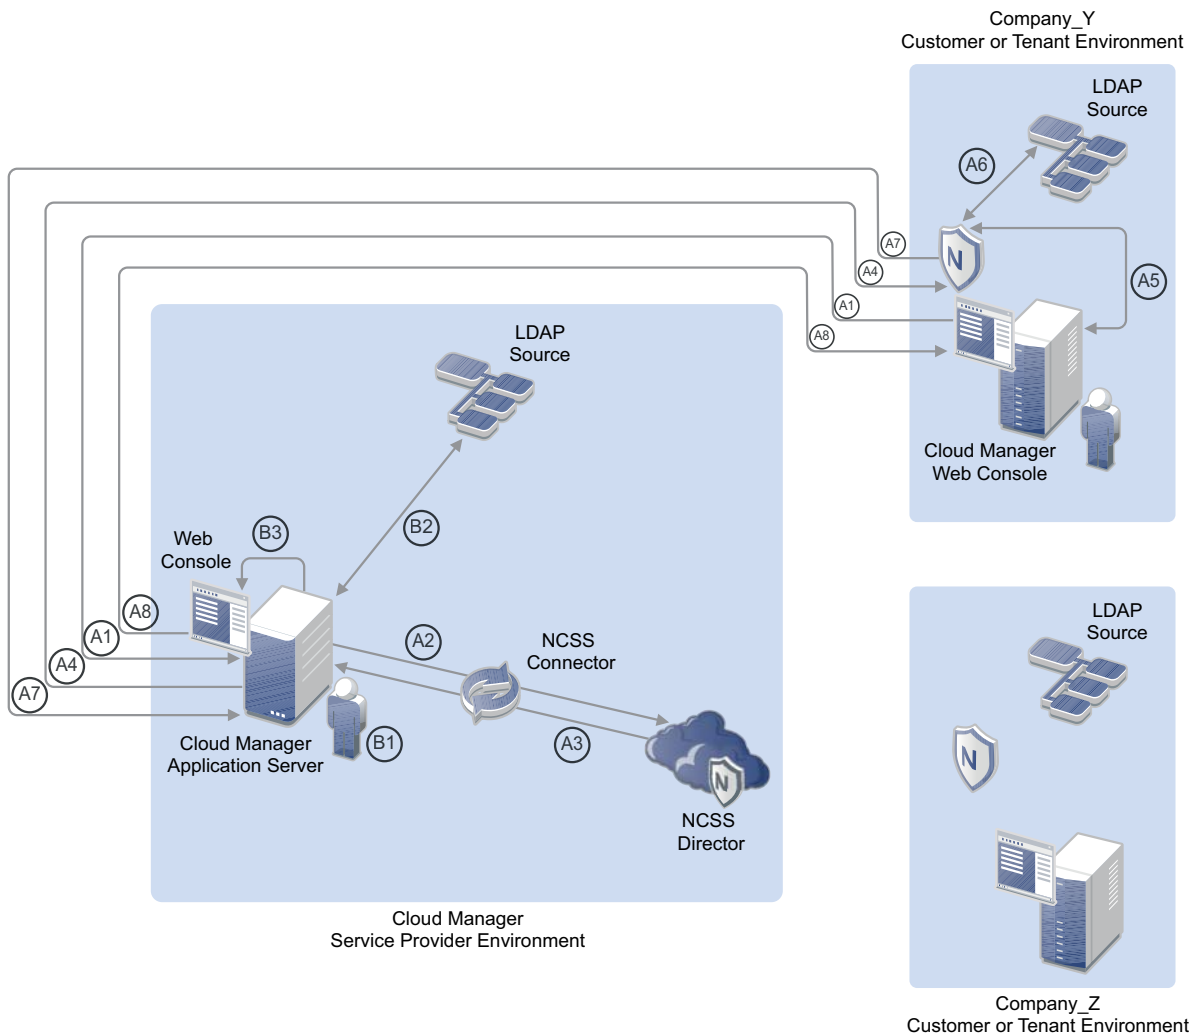 Company_Y
Customer or Tenant Environment
LDAP
Source
A6
A7
N
A4
A5
A1
A8
LDAP
Source
Cloud Manager
Web Console
B2
Web
Console
B3
LDAP
Source
A8
A1
A2
NCSS
Connector
A4
A7
A3
B1
N
Cloud Manager
Application Server
N
NCSS
Director
Cloud Manager
Service Provider Environment
Company_Z
Customer or Tenant Environment